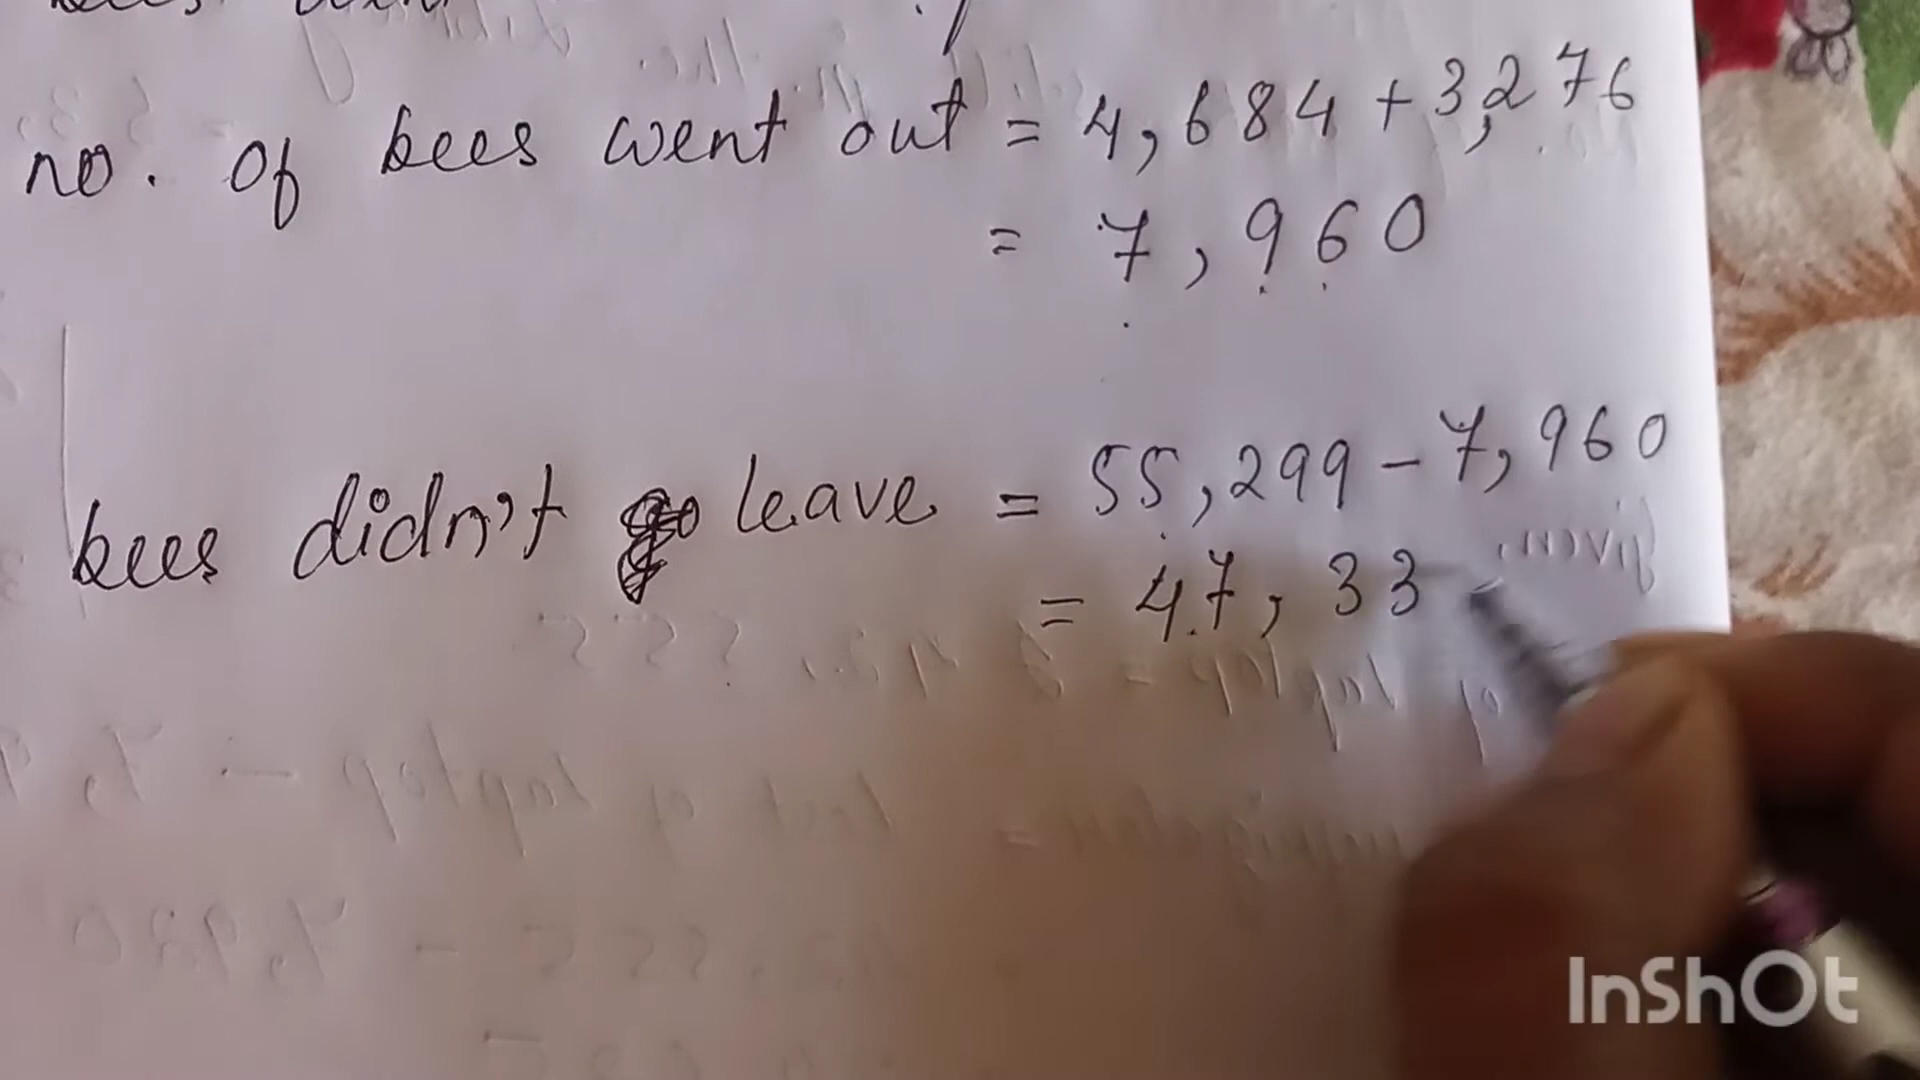 no. Of bees went out = 4,684 + 3,276
= 7,960
bees didn't leave = 55,299 - 7,960
= 47,33
InShOt